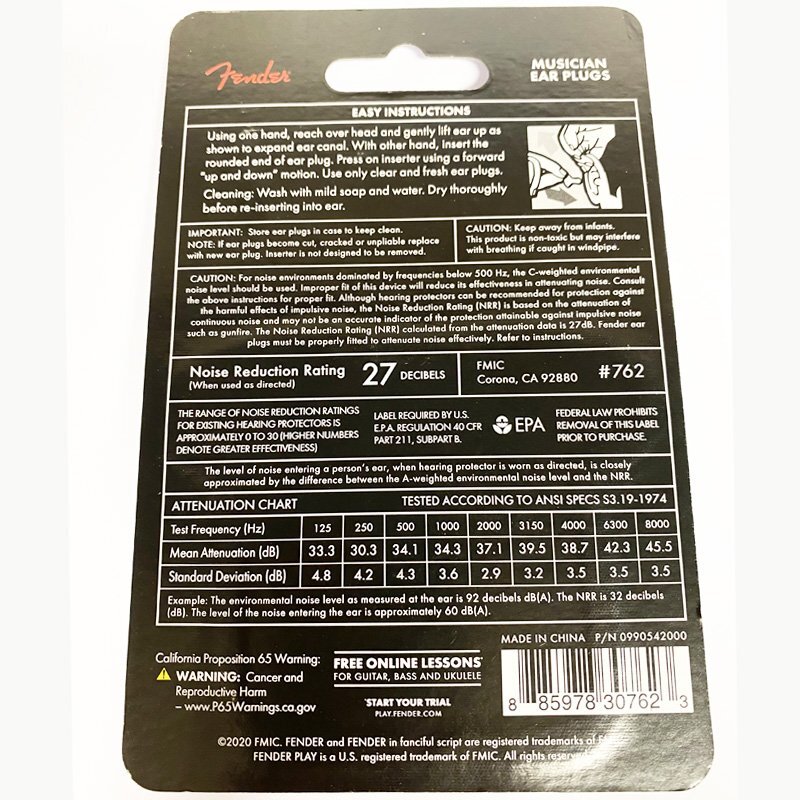 Fender
MUSICIAN
EAR PLUGS
EASY INSTRUCTIONS
Using one hand, reach over head and gently lift ear up as
shown to expand ear canal. With other hand, insert the
rounded end of ear plug. Press on inserter using a forward
"up and down" motion. Use only clear and fresh ear plugs.
Cleaning: Wash with mild soap and water. Dry thoroughly
before re-inserting into ear.
IMPORTANT: Store ear plugs in case to keep clean.
NOTE: If ear plugs become cut, cracked or unpliable replace
with new ear plug. Inserter is not designed to be removed.
CAUTION: Keep away from infants.
This product is non-toxic but may interfere
with breathing if caught in windpipe.
CAUTION: For noise environments dominated by frequencies below 500 Hz, the C-weighted environmental
noise level should be used. Improper fit of this device will reduce its effectiveness in attenuating noise. Consult
the above instructions for proper fit. Although hearing protectors can be recommended for protection against
the harmful effects of impulsive noise, the Noise Reduction Rating (NRR) is based on the attenuation of
continuous noise and may not be an accurate indicator of the protection attainable against impulsive noise
such as gunfire. The Noise Reduction Rating (NRR) calculated from the attenuation data is 27dB. Fender ear
plugs must be properly fitted to attenuate noise effectively. Refer to instructions.
Noise Reduction Rating
(When used as directed)
27 DECIBELS
FMIC
Corona, CA 92880
#762
THE RANGE OF NOISE REDUCTION RATINGS
FOR EXISTING HEARING PROTECTORS IS
APPROXIMATELY 0 TO 30 (HIGHER NUMBERS
DENOTE GREATER EFFECTIVENESS)
LABEL REQUIRED BY U.S.
E.P.A. REGULATION 40 CFR
PART 211, SUBPART B.
EPA
FEDERAL LAW PROHIBITS
REMOVAL OF THIS LABEL
PRIOR TO PURCHASE.
The level of noise entering a person's ear, when hearing protector is worn as directed, is closely
approximated by the difference between the A-weighted environmental noise level and the NRR.
ATTENUATION CHART TESTED ACCORDING TO ANSI SPECS S3.19-1974
Test Frequency (Hz) 125 250 500 1000 2000 3150 4000 6300 8000
Mean Attenuation (dB) 33.3 30.3 34.1 34.3 37.1 39.5 38.7 42.3 45.5
Standard Deviation (dB) 4.8 4.2 4.3 3.6 2.9 3.2 3.5 3.5 3.5
Example: The environmental noise level as measured at the ear is 92 decibels dB(A). The NRR is 32 decibels
(dB). The level of the noise entering the ear is approximately 60 dB(A).
MADE IN CHINA P/N 0990542000
California Proposition 65 Warning:
WARNING: Cancer and
Reproductive Harm
– www.P65Warnings.ca.gov
FREE ONLINE LESSONS*
FOR GUITAR, BASS AND UKULELE
*START YOUR TRIAL
PLAY.FENDER.COM
8 85978 30762 3
©2020 FMIC. FENDER and FENDER in fanciful script are registered trademarks of
FENDER PLAY is a U.S. registered trademark of FMIC. All rights